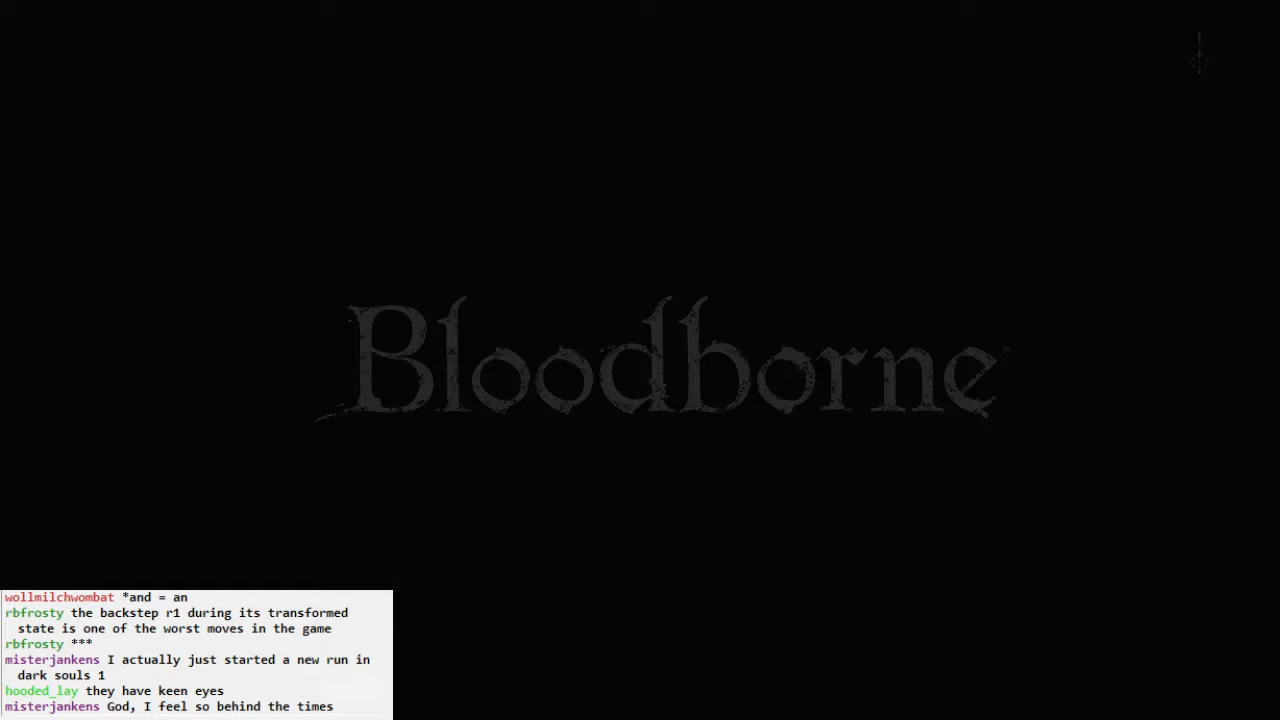 Bloodborne™
wollmilchwombat *and = an
rbfrosty the backstep r1 during its transformed
state is one of the worst moves in the game
rbfrosty ***
misterjankens I actually just started a new run in
dark souls 1
hooded_lay they have keen eyes
misterjankens God, I feel so behind the times